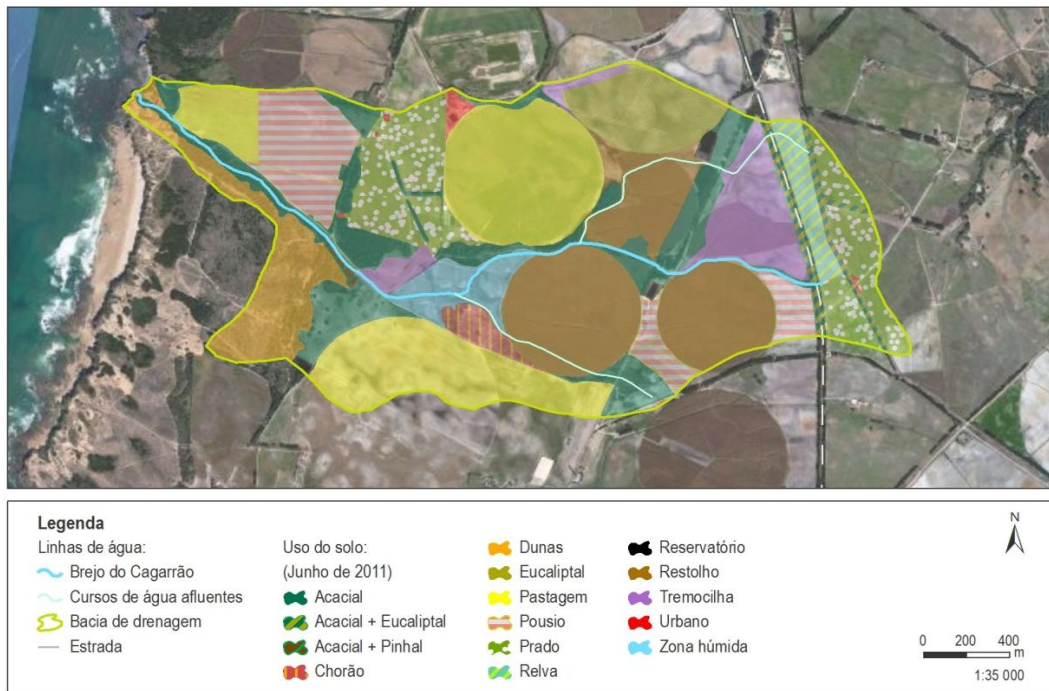 Legenda
Linhas de água:
Brejo do Cagarrão
Cursos de água afluentes
Bacia de drenagem
Estrada
Uso do solo:
(Junho de 2011)
Acacial
Acacial + Eucaliptal
Acacial + Pinhal
Chorão
Dunas
Eucaliptal
Pastagem
Pousio
Prado
Relva
Reservatório
Restolho
Tremocilha
Urbano
Zona húmida
N
0 200 400
m
1:35 000